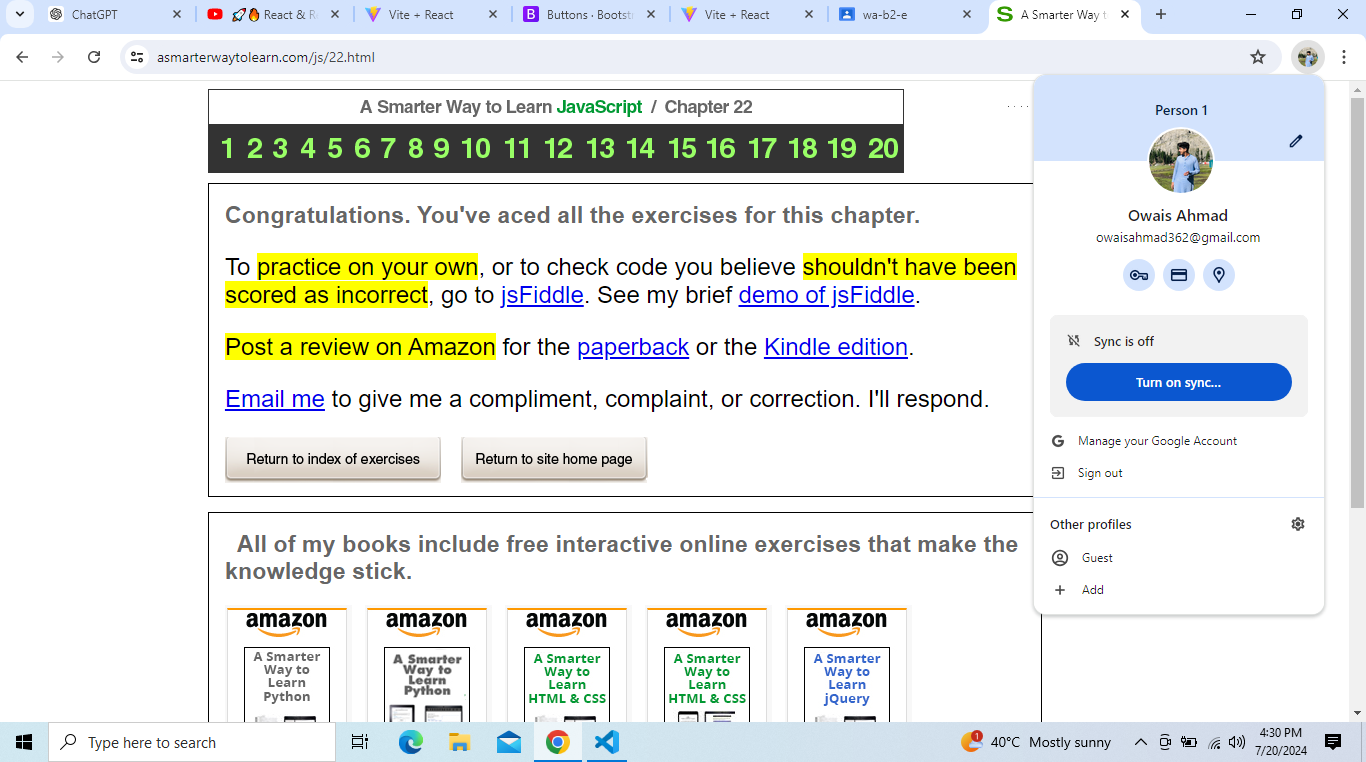 ChatGPT
React & R
Vite + React
Buttons · Bootst
Vite + React
wa-b2-e
A Smarter Way t
asmarterwaytolearn.com/js/22.html
A Smarter Way to Learn JavaScript / Chapter 22
1 2 3 4 5 6 7 8 9 10 11 12 13 14 15 16 17 18 19 20
Congratulations. You've aced all the exercises for this chapter.
To practice on your own, or to check code you believe shouldn't have been
scored as incorrect, go to jsFiddle. See my brief demo of jsFiddle.
Post a review on Amazon for the paperback or the Kindle edition.
Email me to give me a compliment, complaint, or correction. I'll respond.
Return to index of exercises
Return to site home page
All of my books include free interactive online exercises that make the
knowledge stick.
amazon
A Smarter
Way to
Learn
Python
amazon
A Smarter
Way to
Learn
Python
amazon
A Smarter
Way to
Learn
HTML & CSS
amazon
A Smarter
Way to
Learn
HTML & CSS
amazon
A Smarter
Way to
Learn
jQuery
Person 1
Owais Ahmad
owaisahmad362@gmail.com
Sync is off
Turn on sync...
Manage your Google Account
Sign out
Other profiles
Guest
Add
Type here to search
1
40°C Mostly sunny
4:30 PM
7/20/2024